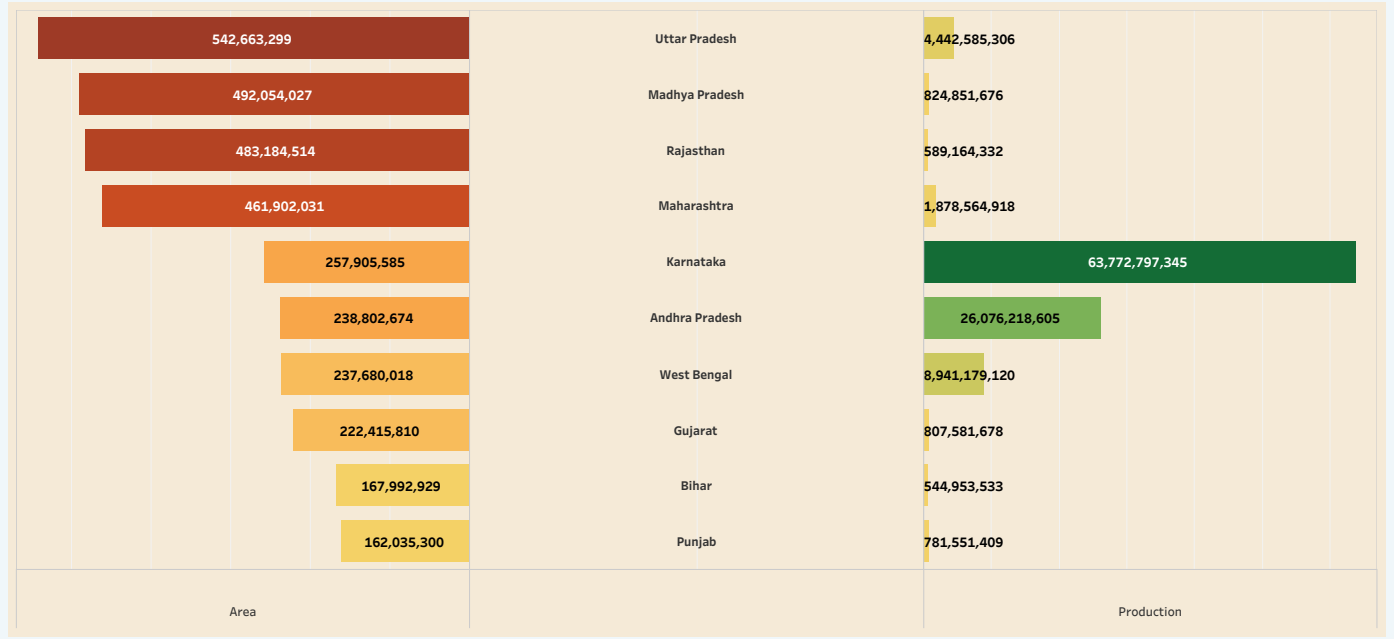 542,663,299 Uttar Pradesh 4,442,585,306
492,054,027 Madhya Pradesh 824,851,676
483,184,514 Rajasthan 589,164,332
461,902,031 Maharashtra 1,878,564,918
257,905,585 Karnataka 63,772,797,345
238,802,674 Andhra Pradesh 26,076,218,605
237,680,018 West Bengal 8,941,179,120
222,415,810 Gujarat 807,581,678
167,992,929 Bihar 544,953,533
162,035,300 Punjab 781,551,409
Area Production